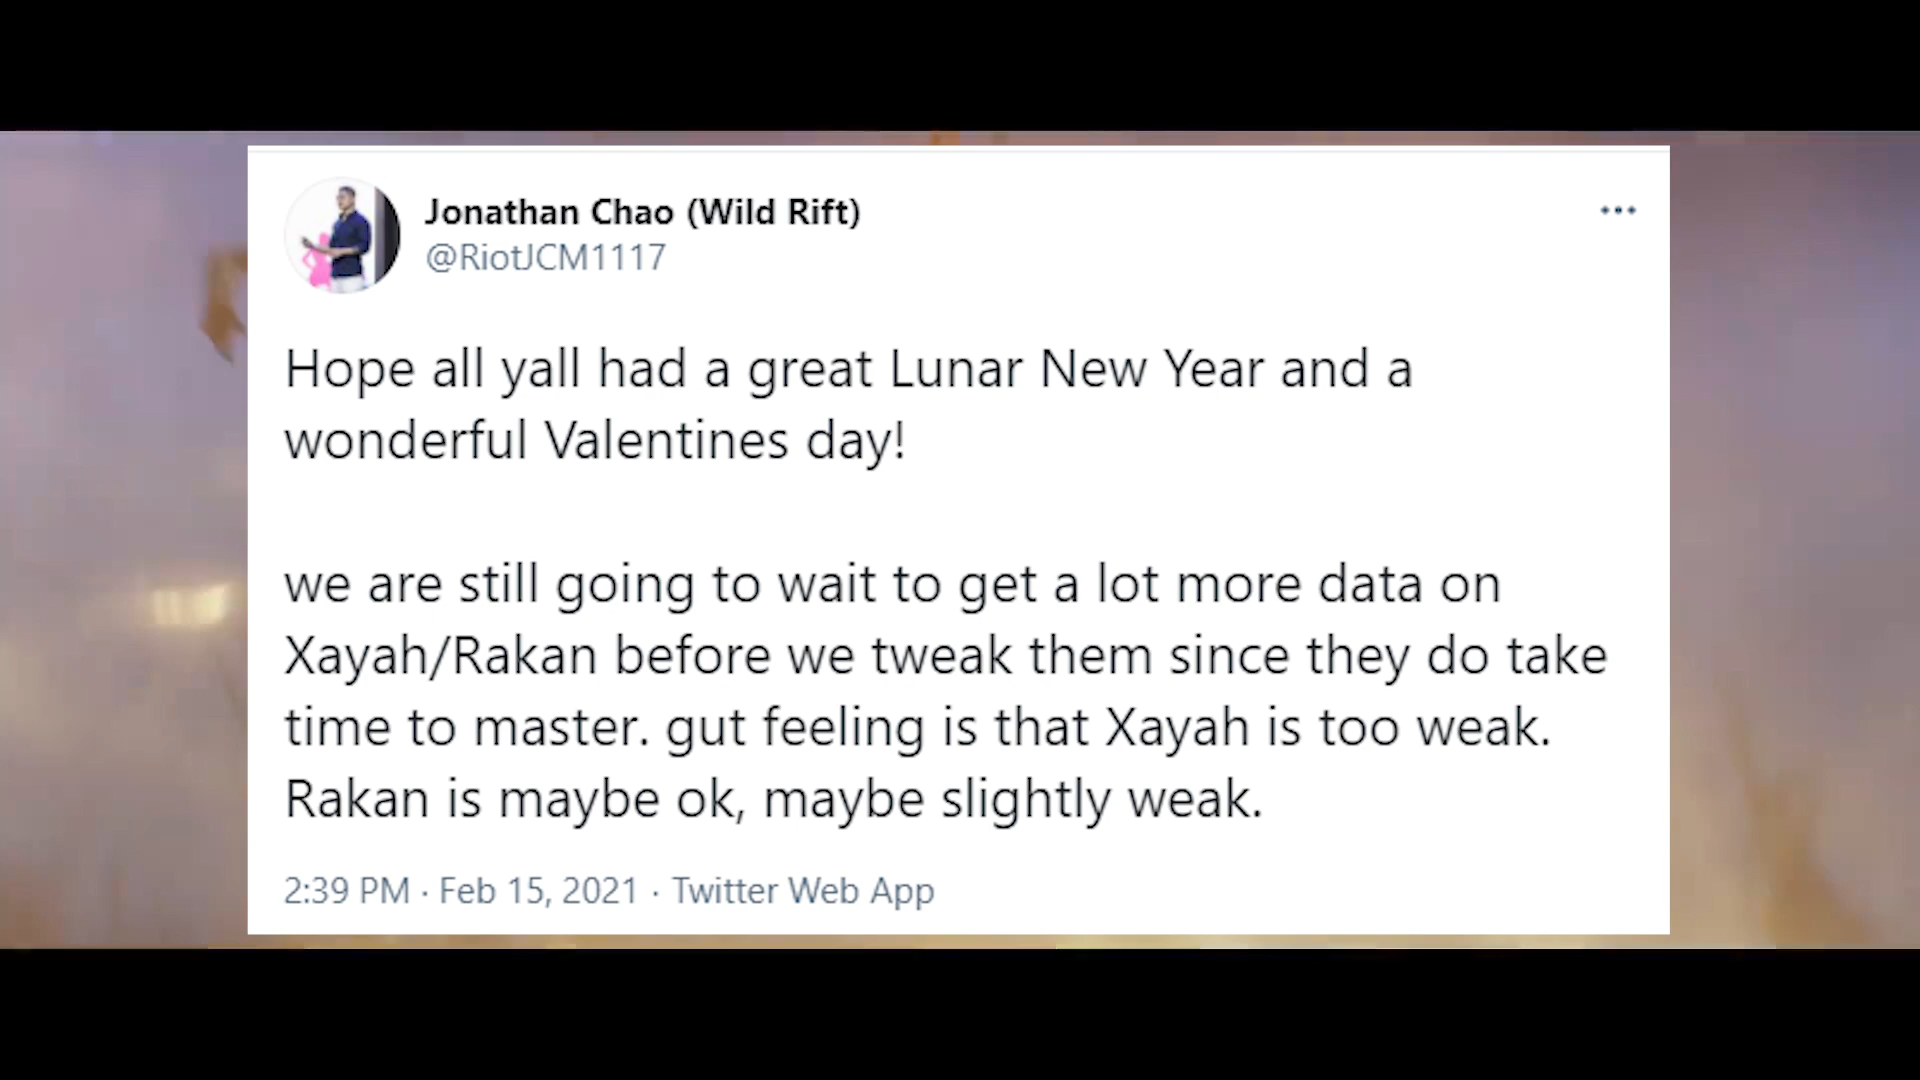 Jonathan Chao (Wild Rift)
@RiotJCM1117
Hope all yall had a great Lunar New Year and a
wonderful Valentines day!
we are still going to wait to get a lot more data on
Xayah/Rakan before we tweak them since they do take
time to master. gut feeling is that Xayah is too weak.
Rakan is maybe ok, maybe slightly weak.
2:39 PM · Feb 15, 2021 · Twitter Web App